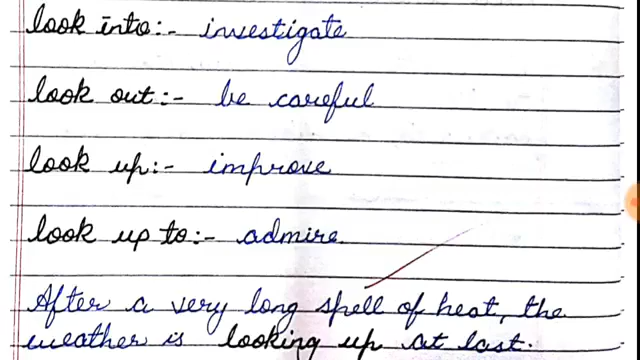 look into:- investigate
look out:- be careful
look up:- improve
look up to:- admire
After a very long spell of heat, the
weather is looking up at last.